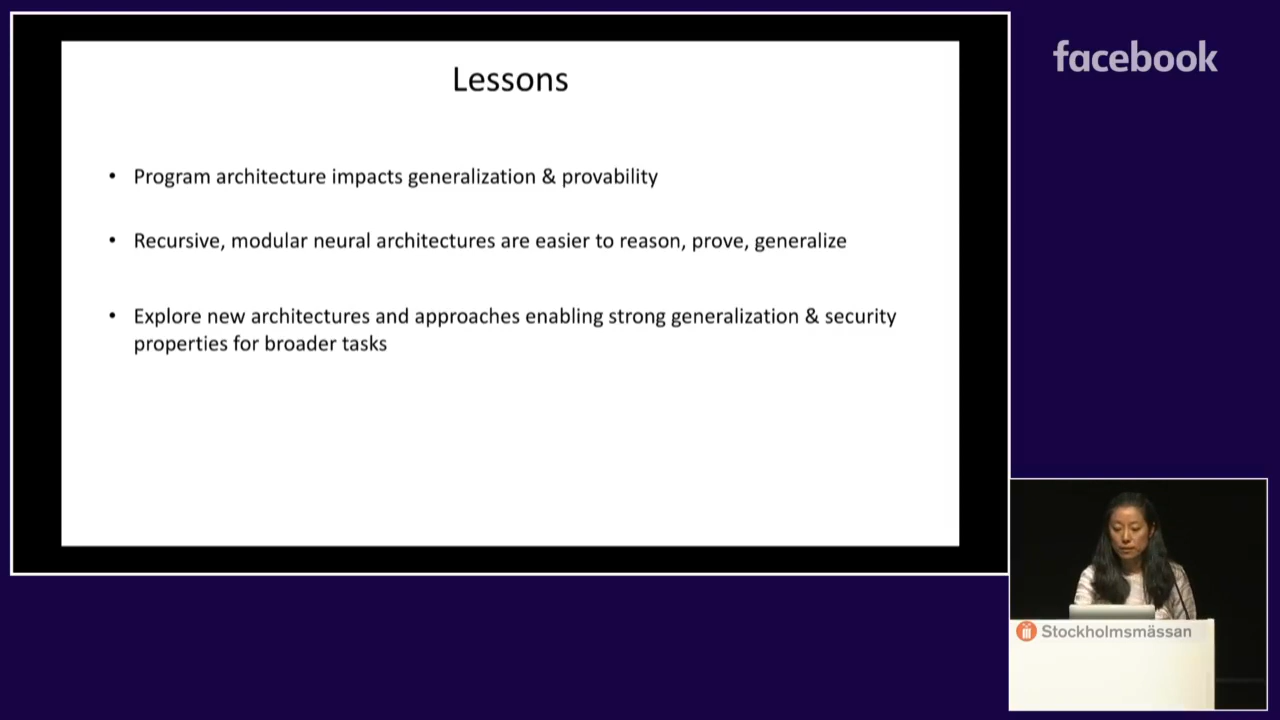 facebook
Lessons
• Program architecture impacts generalization & provability
• Recursive, modular neural architectures are easier to reason, prove, generalize
• Explore new architectures and approaches enabling strong generalization & security
properties for broader tasks
Stockholmsmässan